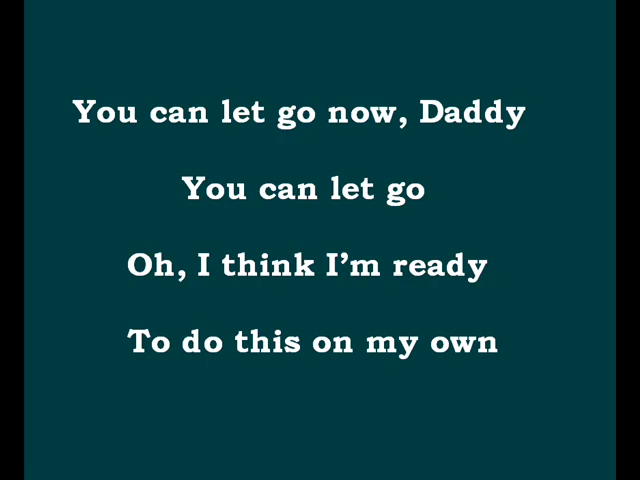 You can let go now, Daddy
You can let go
Oh, I think I’m ready
To do this on my own